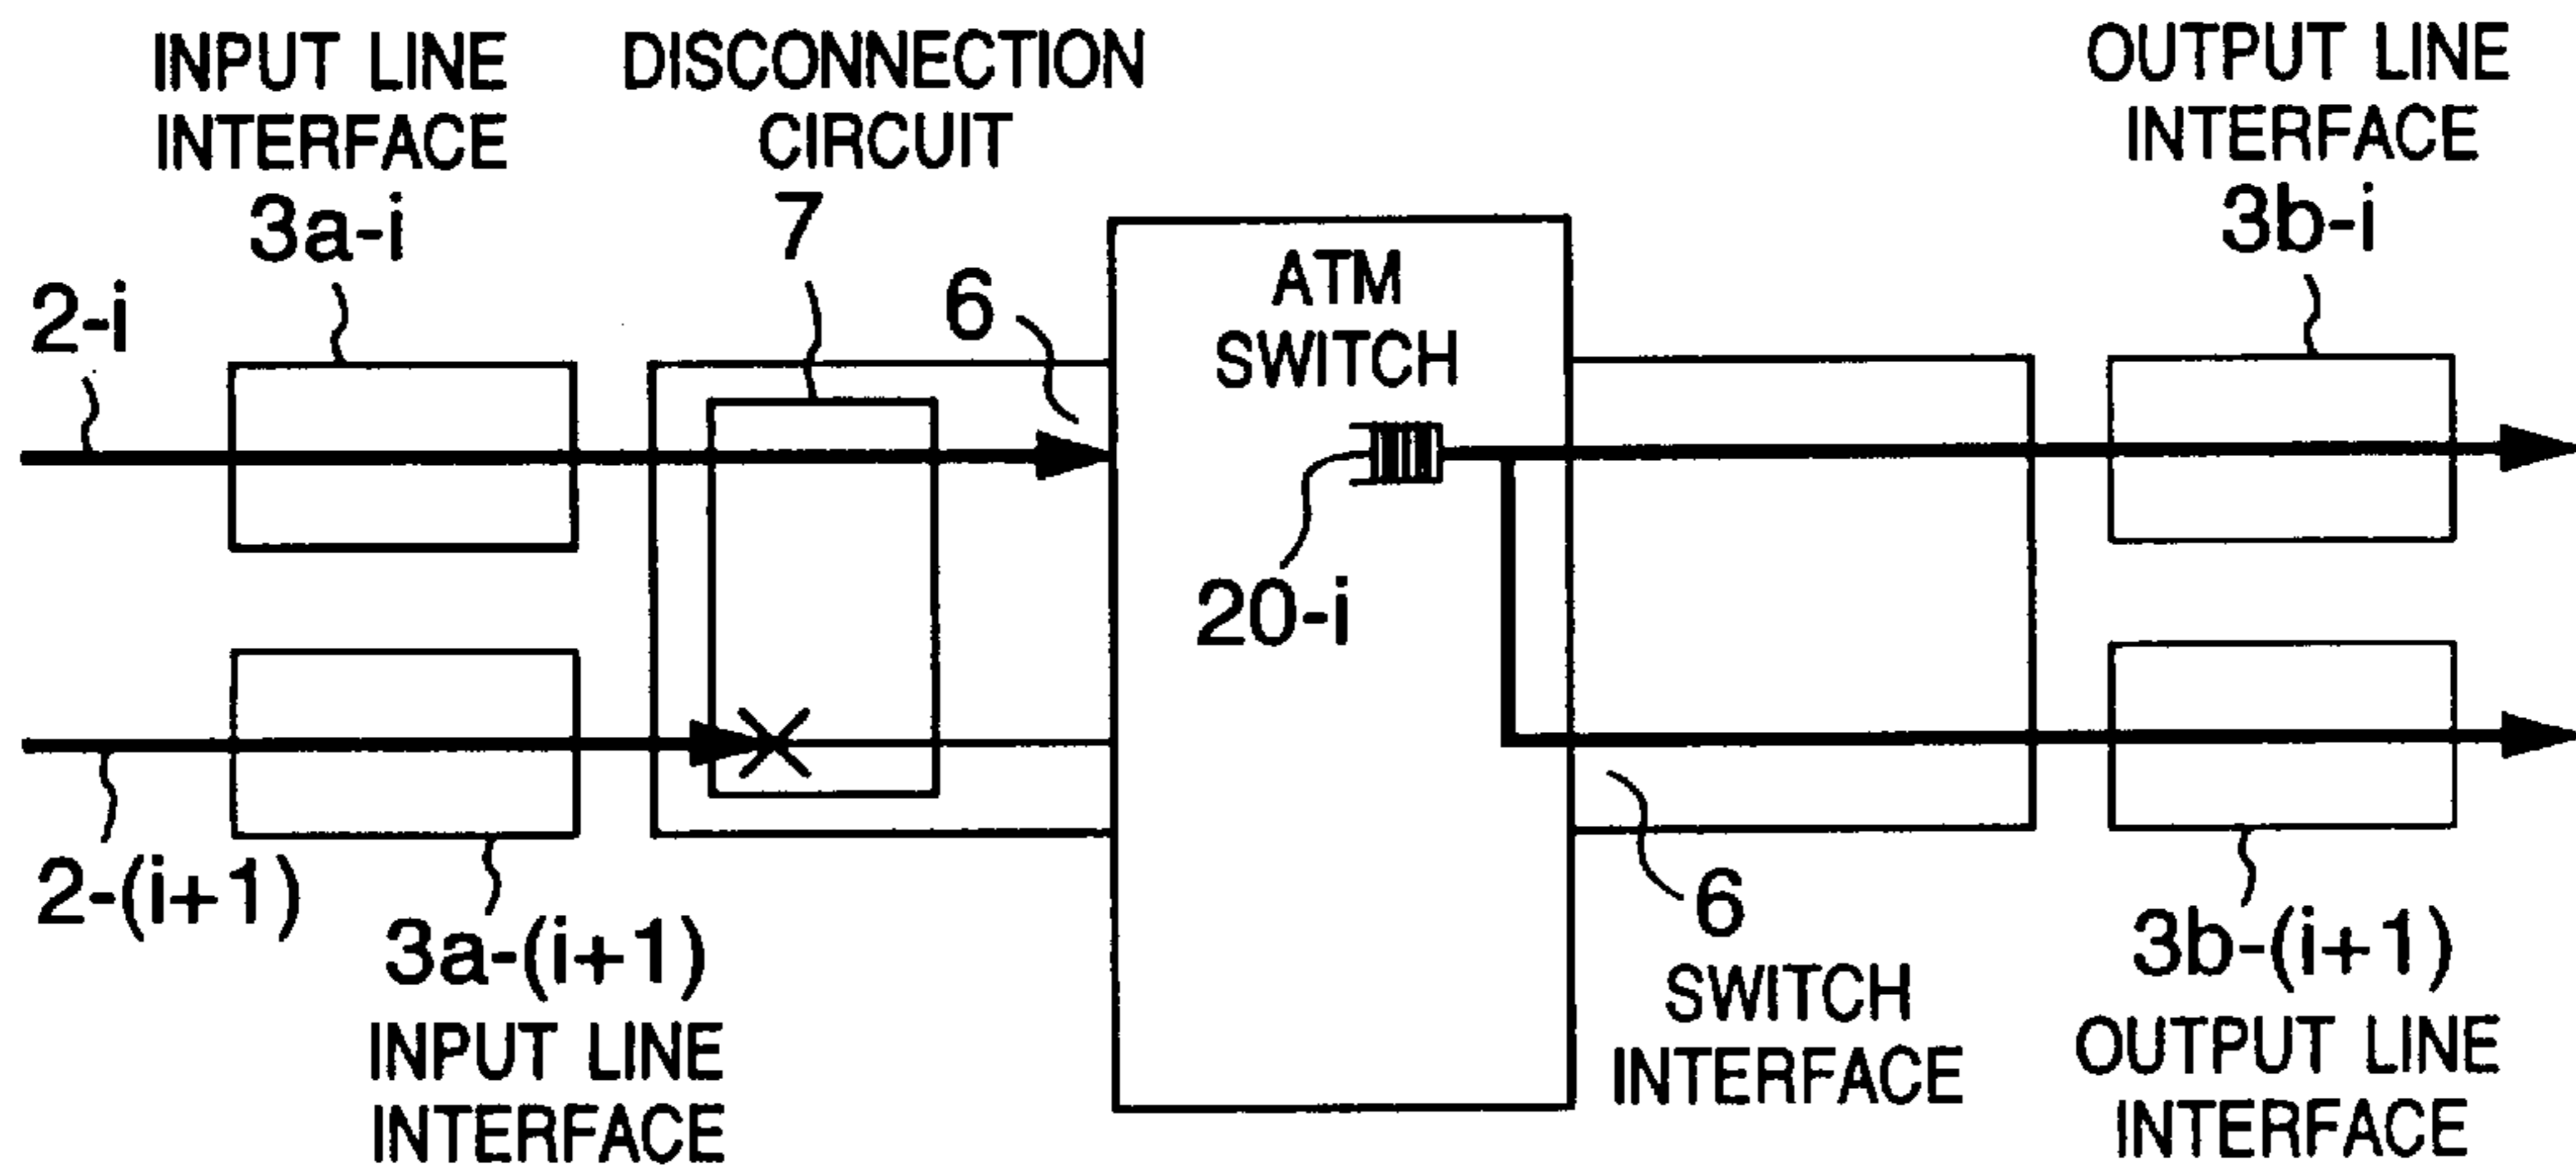 INPUT LINE
INTERFACE
3a-i
DISCONNECTION
CIRCUIT
7
OUTPUT LINE
INTERFACE
3b-i
2-i
6
ATM
SWITCH
20-i
2-(i+1)
3a-(i+1)
INPUT LINE
INTERFACE
6
SWITCH
INTERFACE
3b-(i+1)
OUTPUT LINE
INTERFACE